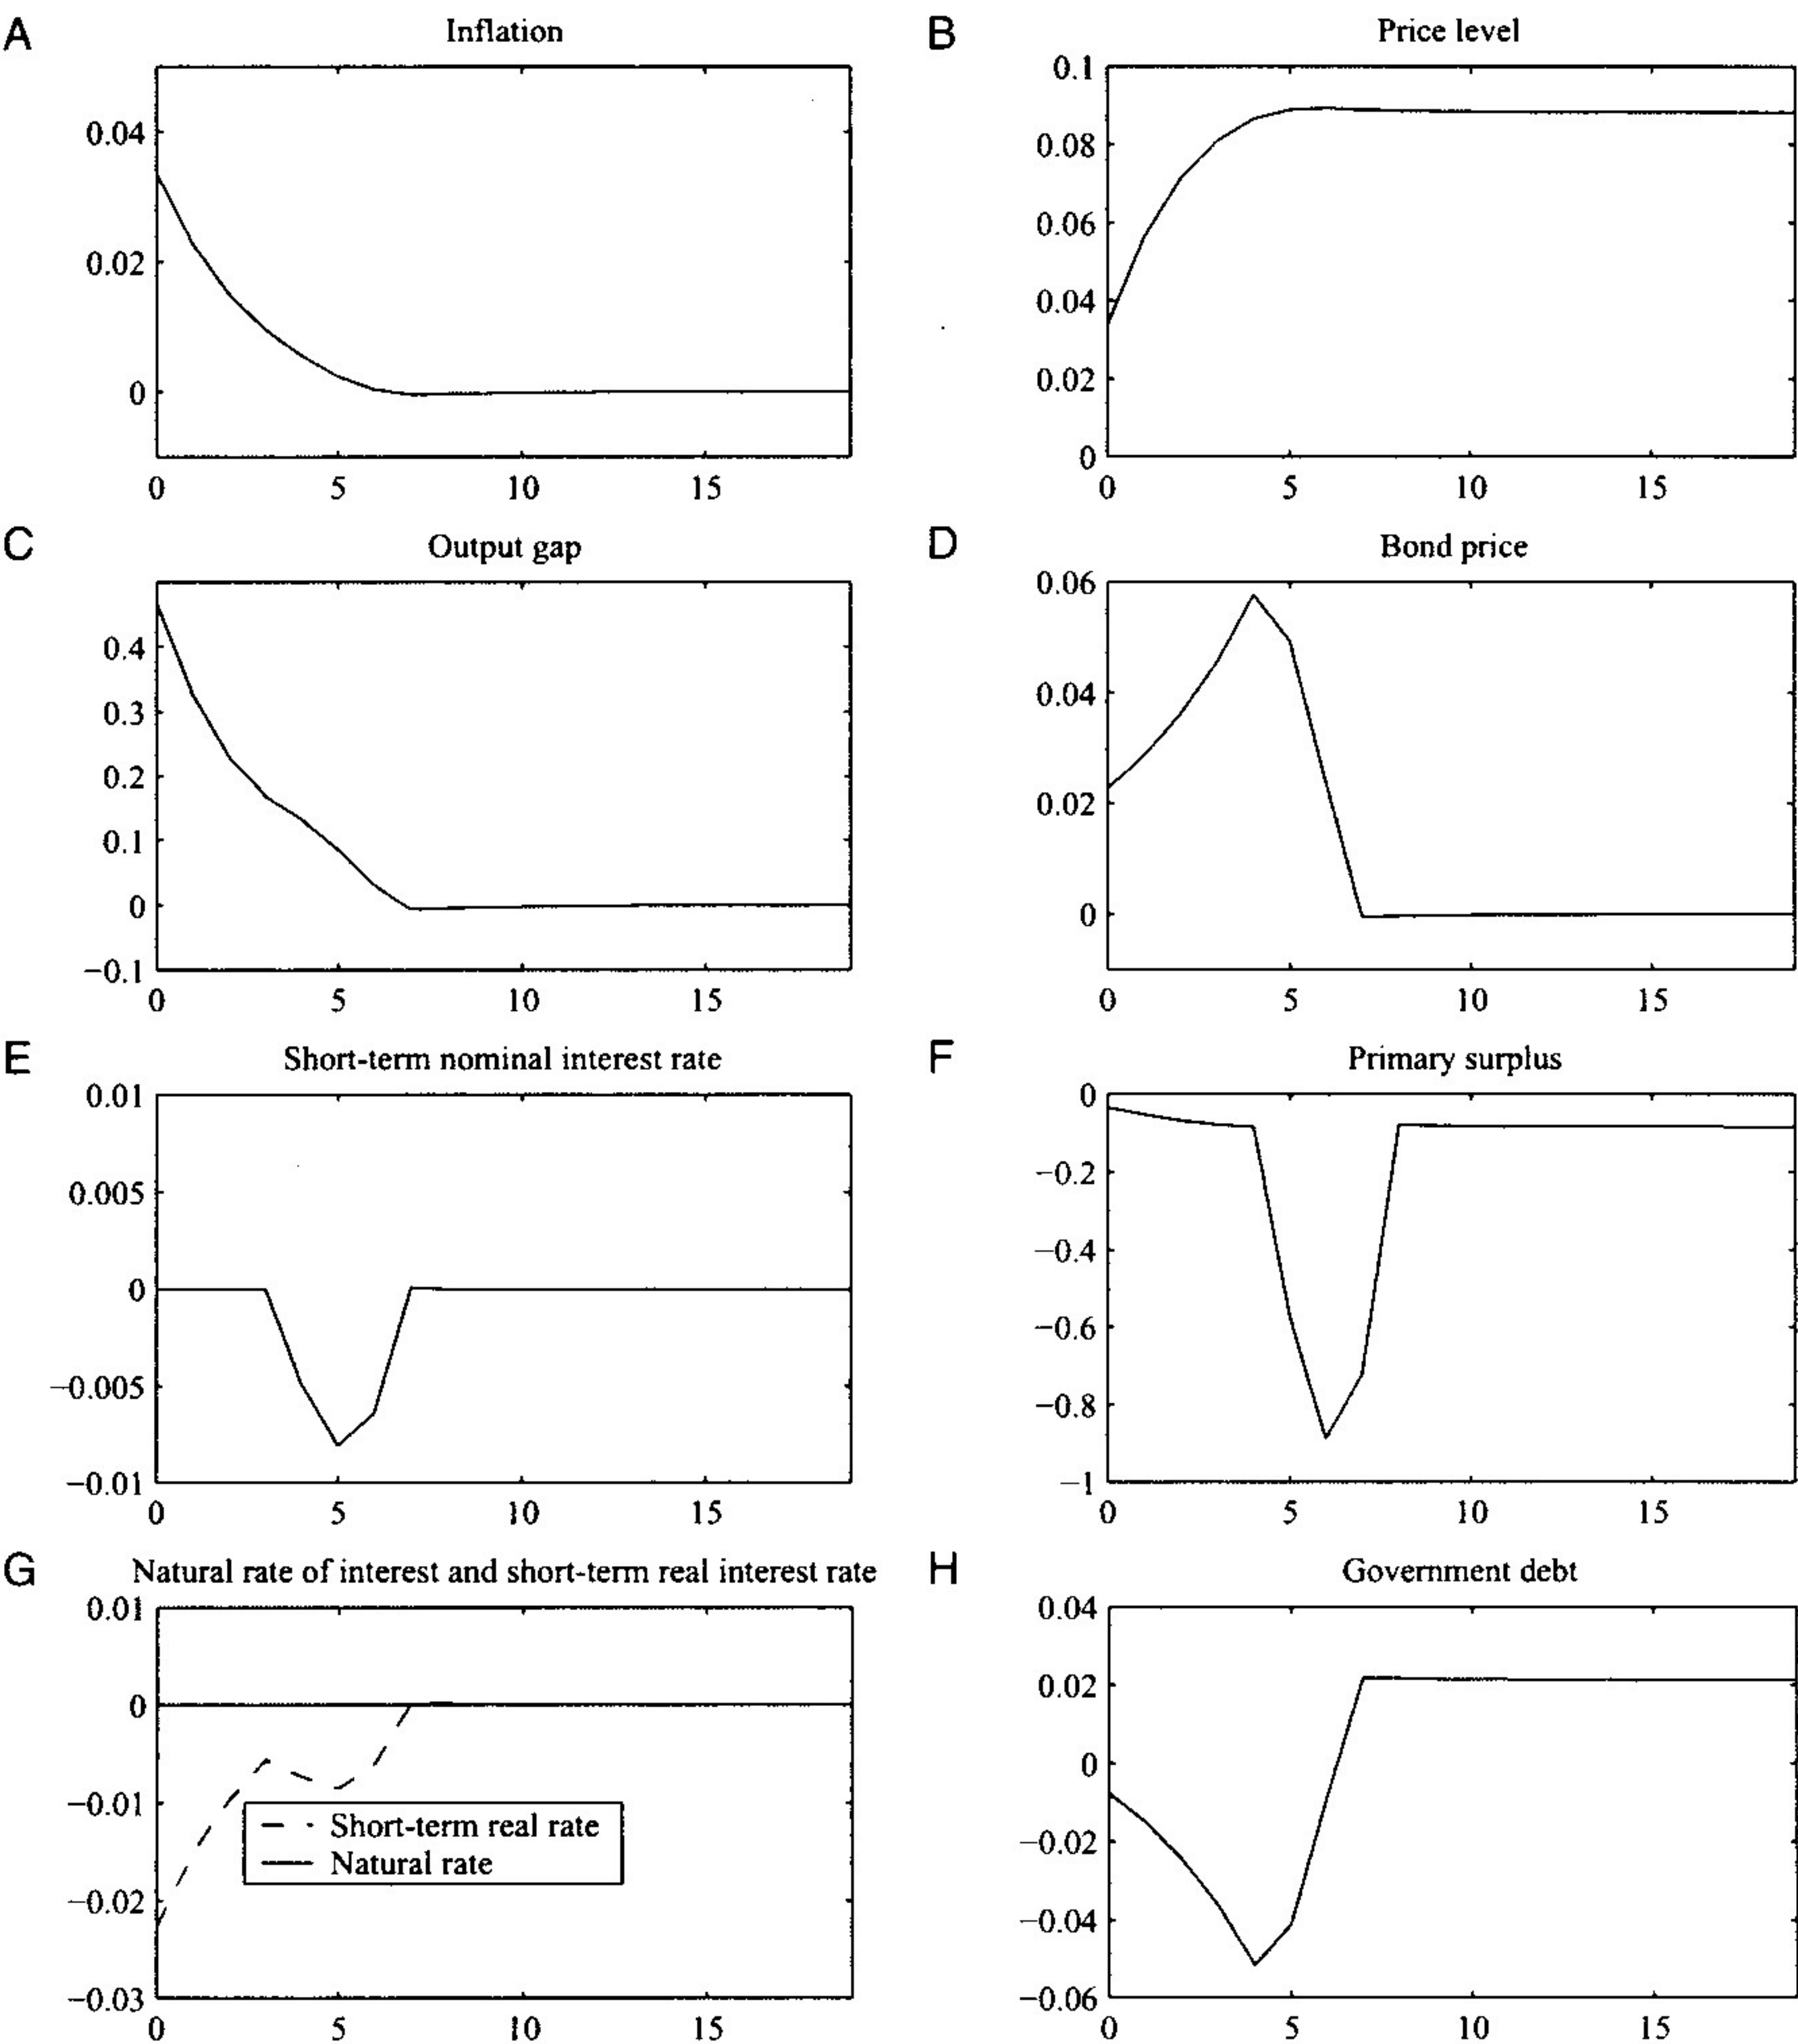 A Inflation
0.04
0.02
0
0 5 10 15
B Price level
0.1
0.08
0.06
0.04
0.02
0
0 5 10 15
C Output gap
0.4
0.3
0.2
0.1
0
−0.1
0 5 10 15
D Bond price
0.06
0.04
0.02
0
0 5 10 15
E Short-term nominal interest rate
0.01
0.005
0
−0.005
−0.01
0 5 10 15
F Primary surplus
0
−0.2
−0.4
−0.6
−0.8
−1
0 5 10 15
G Natural rate of interest and short-term real interest rate
0.01
0
−0.01
−0.02
−0.03
Short-term real rate
Natural rate
0 5 10 15
H Government debt
0.04
0.02
0
−0.02
−0.04
−0.06
0 5 10 15